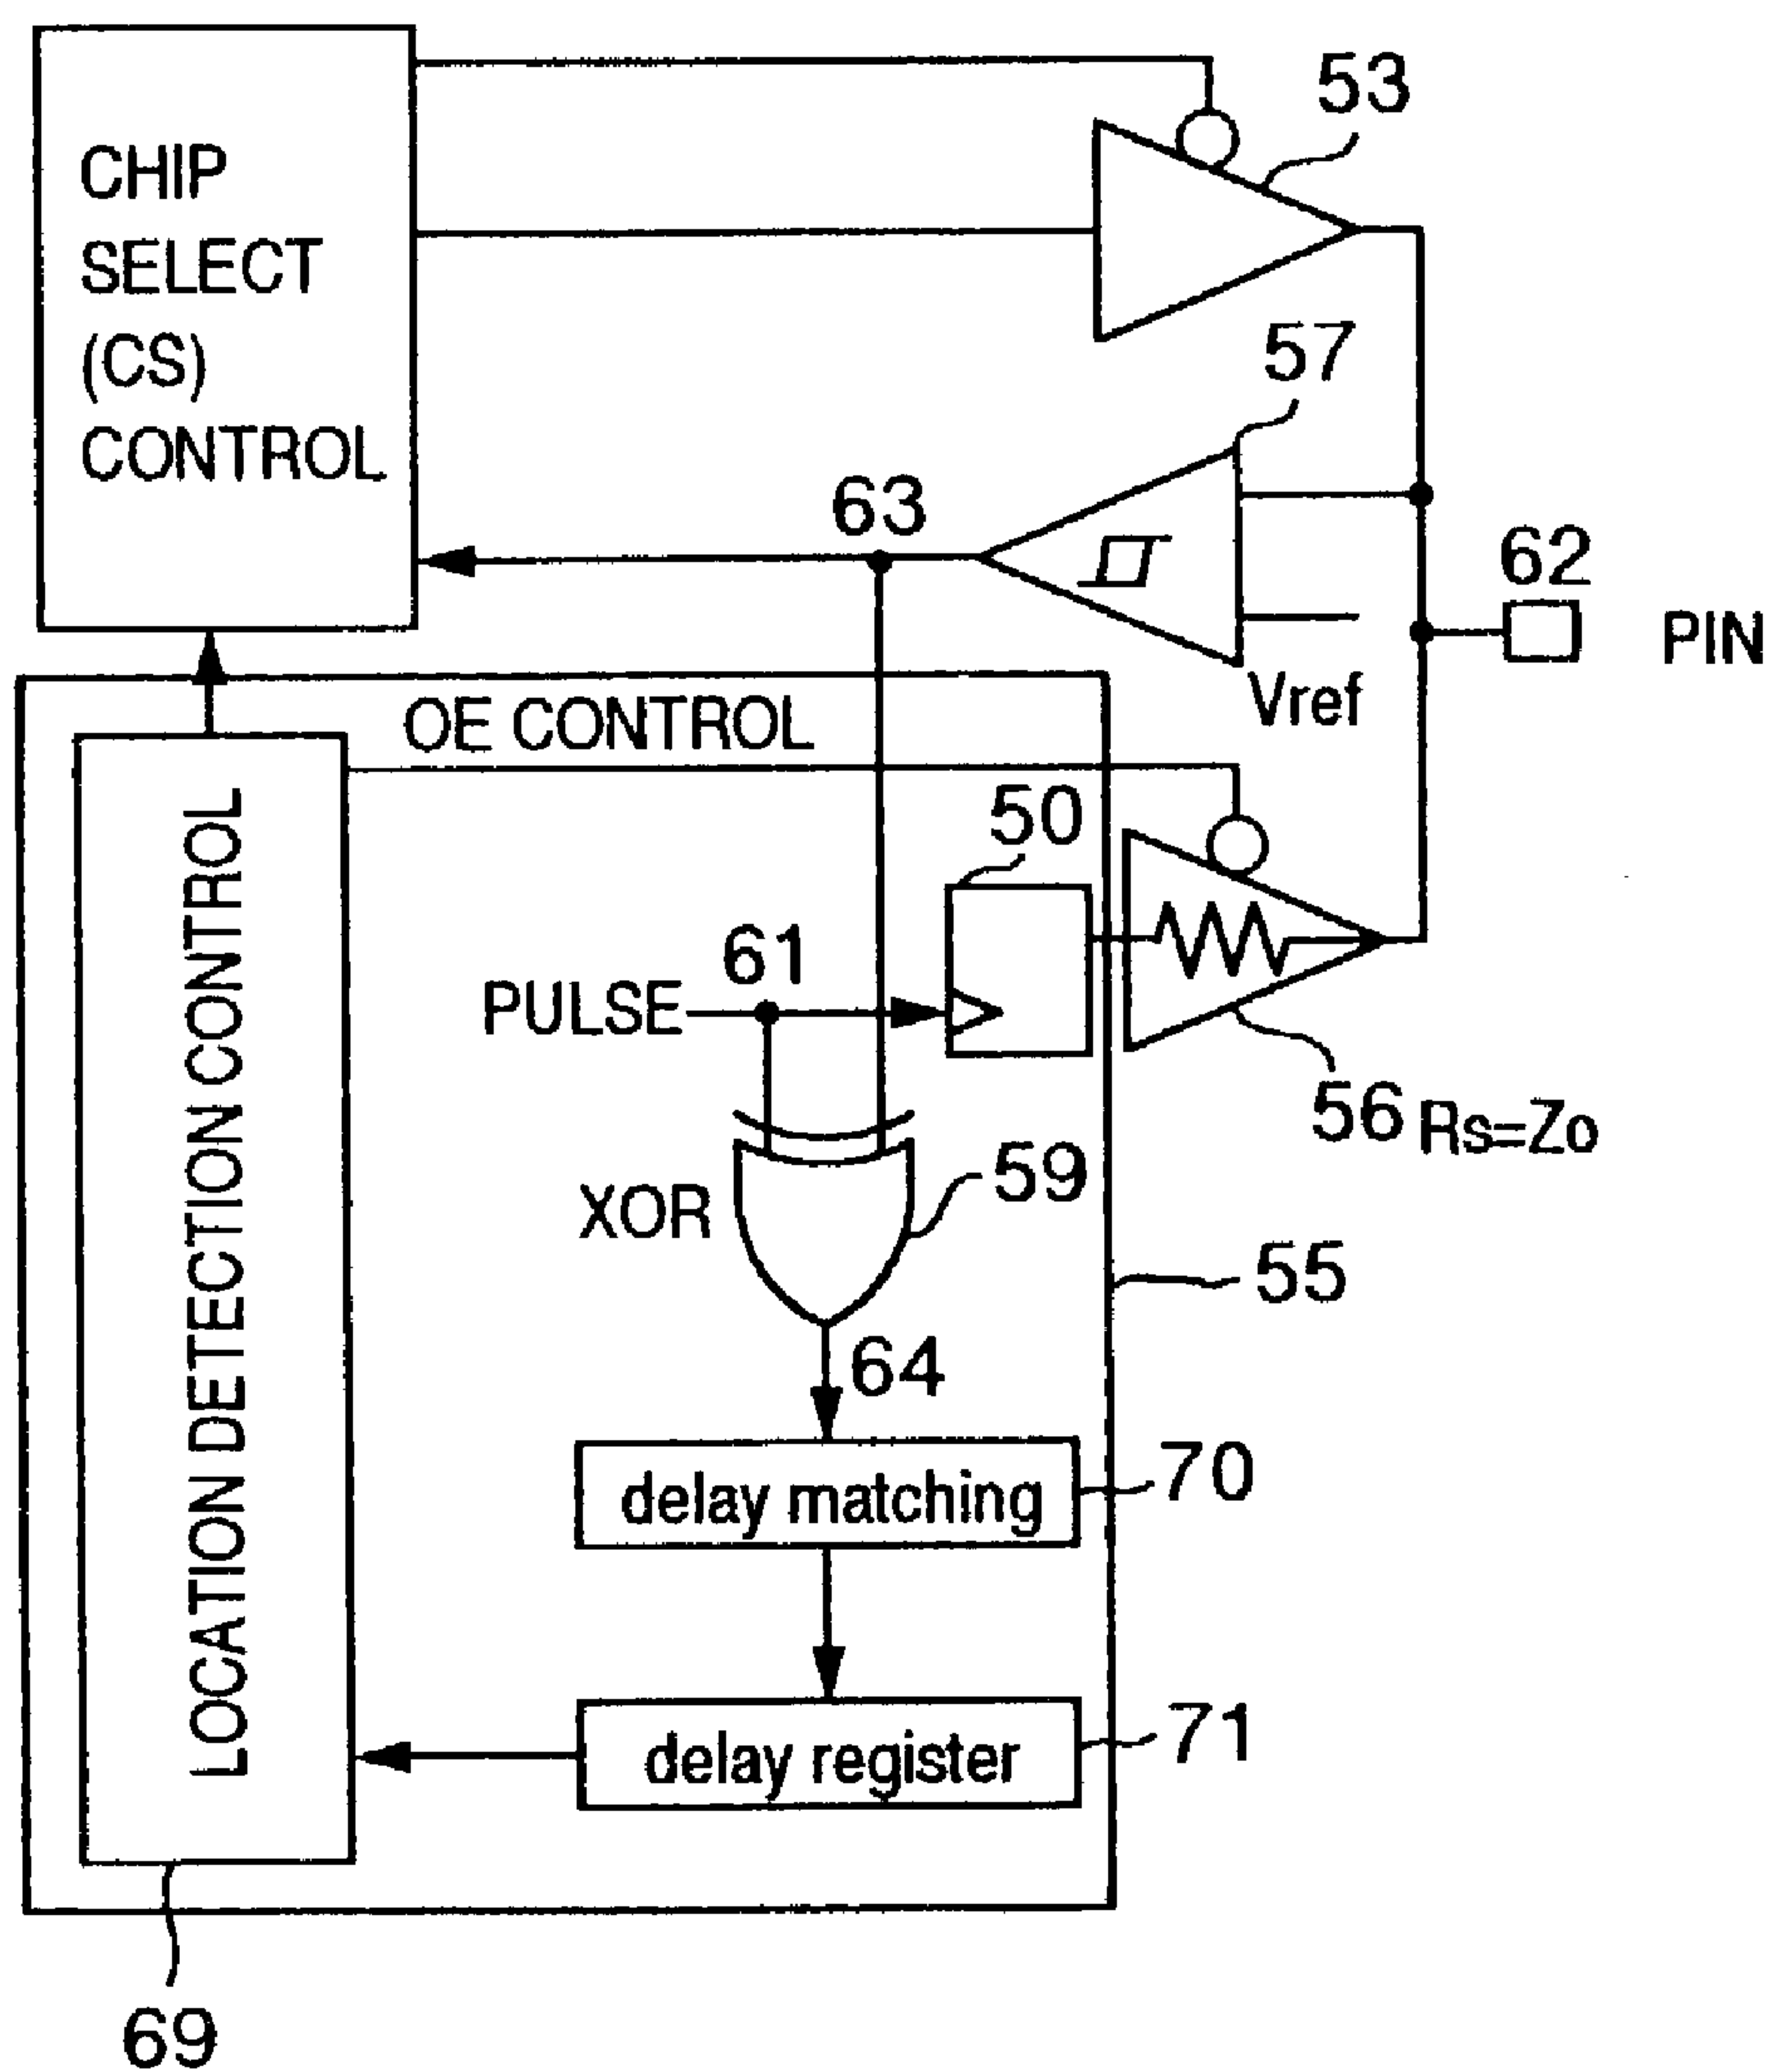 53
CHIP
SELECT
(CS)
CONTROL
57
63
62
PIN
Vref
OE CONTROL
50
61
PULSE
56 Rs=Zo
XOR
59
55
64
delay matching
70
delay register
71
LOCATION DETECTION CONTROL
69